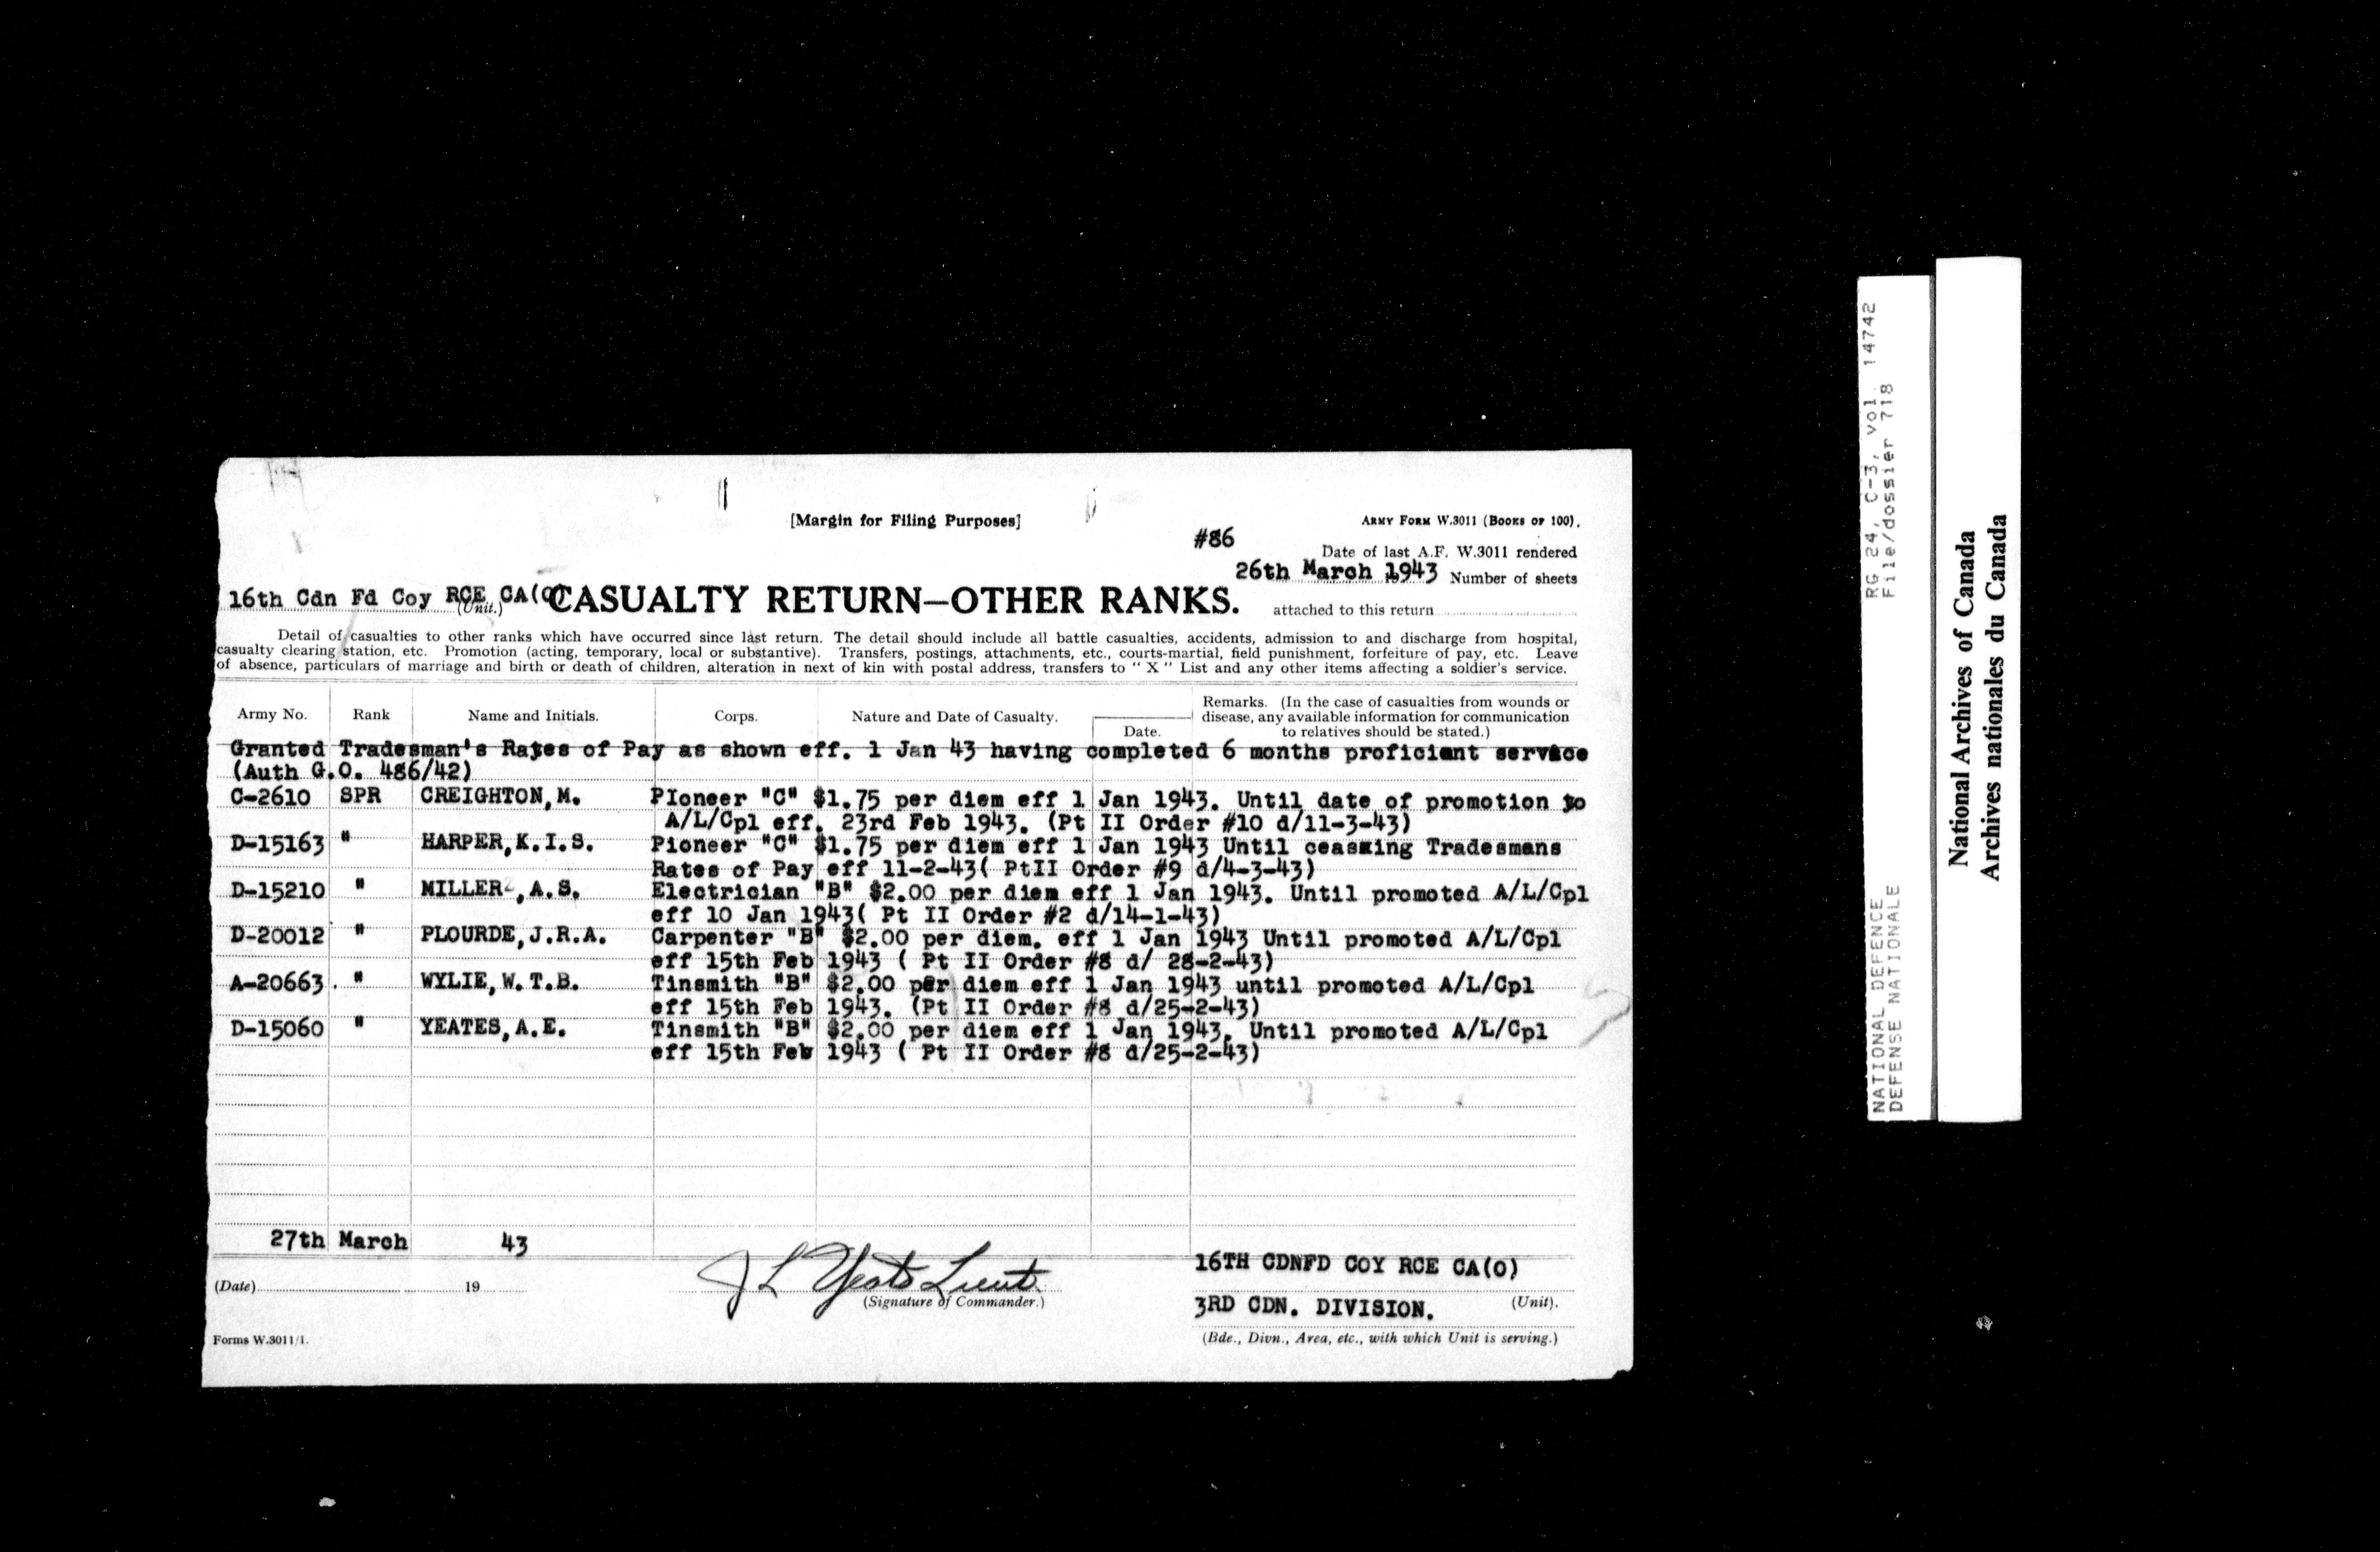 [Margin for Filing Purposes]
ARMY FORM W.3011 (BOOKS OF 100).
#86
Date of last A.F. W.3011 rendered
26th March 1943 Number of sheets
16th Cdn Fd Coy RCE CA(O)
(Unit.)
CASUALTY RETURN—OTHER RANKS.
attached to this return
Detail of casualties to other ranks which have occurred since last return. The detail should include all battle casualties, accidents, admission to and discharge from hospital,
casualty clearing station, etc. Promotion (acting, temporary, local or substantive). Transfers, postings, attachments, etc., courts-martial, field punishment, forfeiture of pay, etc. Leave
of absence, particulars of marriage and birth or death of children, alteration in next of kin with postal address, transfers to " X " List and any other items affecting a soldier's service.
Army No. Rank Name and Initials. Corps. Nature and Date of Casualty. Date.
Remarks. (In the case of casualties from wounds or
disease, any available information for communication
to relatives should be stated.)
Granted Tradesman's Rates of Pay as shown eff. 1 Jan 43 having completed 6 months proficient service
(Auth G.O. 486/42)
C-2610 SPR CREIGHTON,M. PIoneer "C" $1.75 per diem eff 1 Jan 1943. Until date of promotion to
A/L/Cpl eff. 23rd Feb 1943. (Pt II Order #10 d/11-3-43)
D-15163 " HARPER,K.I.S. Pioneer "C" $1.75 per diem eff 1 Jan 1943 Until ceasking Tradesmans
Rates of Pay eff 11-2-43( PtII Order #9 d/4-3-43)
D-15210 " MILLER ,A.S. Electrician "B" $2.00 per diem eff 1 Jan 1943. Until promoted A/L/Cpl
eff 10 Jan 1943( Pt II Order #2 d/14-1-43)
D-20012 " PLOURDE,J.R.A. Carpenter "B" $2.00 per diem. eff 1 Jan 1943 Until promoted A/L/Cpl
eff 15th Feb 1943 ( Pt II Order #8 d/ 28-2-43)
A-20663. " WYLIE,W.T.B. Tinsmith "B" $2.00 per diem eff 1 Jan 1943 until promoted A/L/Cpl
eff 15th Feb 1943. (Pt II Order #8 d/25-2-43)
D-15060 " YEATES,A.E. Tinsmith "B" $2.00 per diem eff 1 Jan 1943. Until promoted A/L/Cpl
eff 15th Feb 1943 ( Pt II Order #8 d/25-2-43)
27th March 43
(Date) 19
J L Yeats Lieut.
(Signature of Commander.)
16TH CDNFD COY RCE CA(O)
(Unit).
3RD CDN. DIVISION.
(Bde., Divn., Area, etc., with which Unit is serving.)
Forms W.3011/1.
RG 24, C-3, vol. 14742
File/dossier 718
NATIONAL DEFENCE
DEFENSE NATIONALE
National Archives of Canada
Archives nationales du Canada